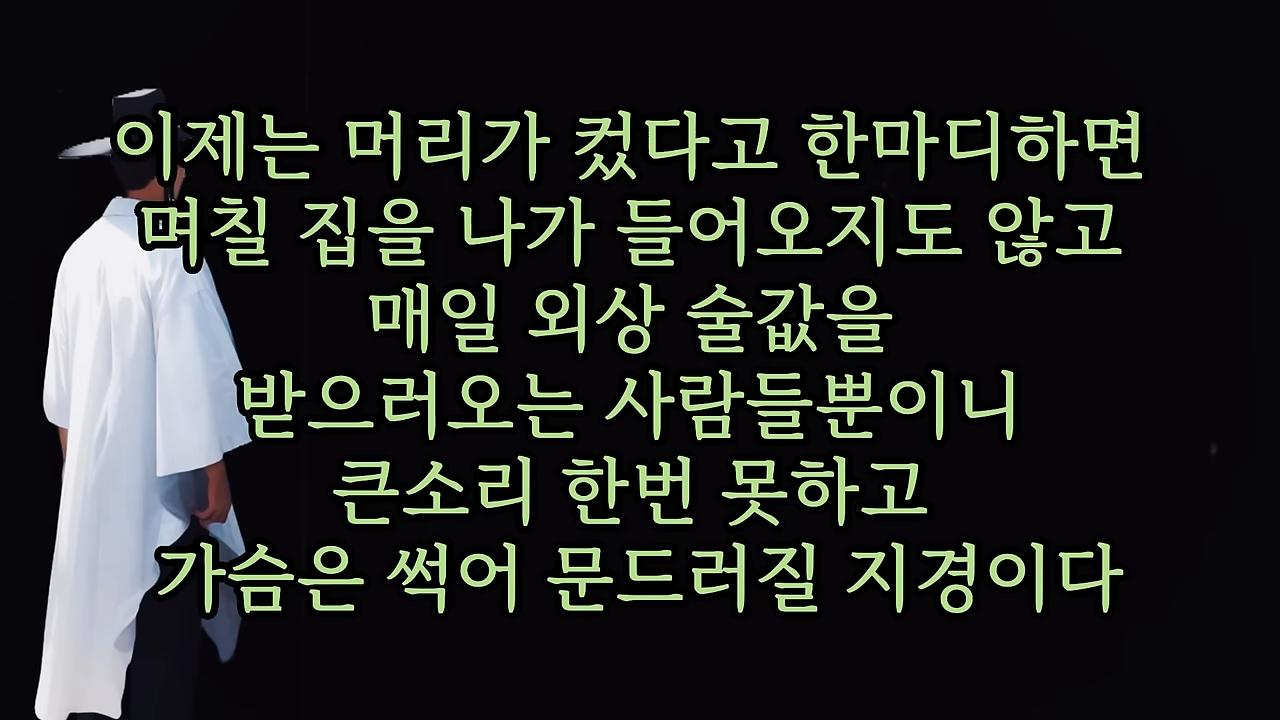 이제는 머리가 컸다고 한마디하면
며칠 집을 나가 들어오지도 않고
매일 외상 술값을
받으러오는 사람들뿐이니
큰소리 한번 못하고
가슴은 썩어 문드러질 지경이다